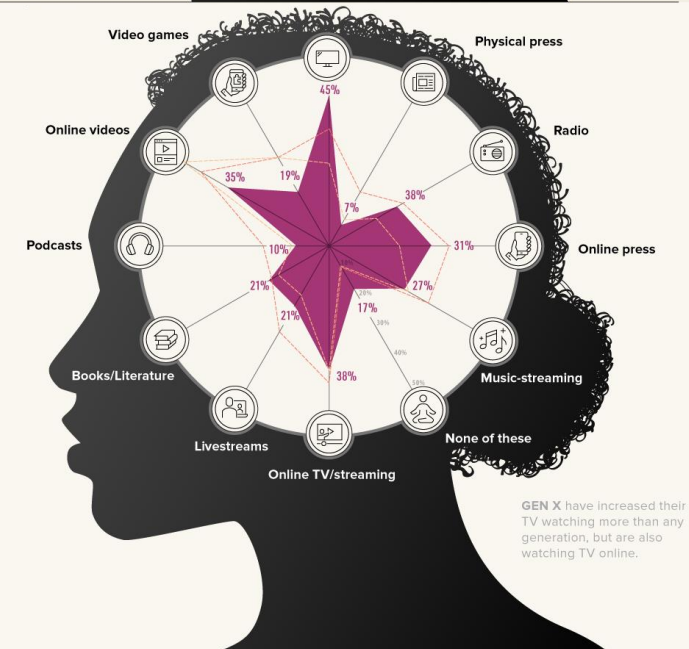 Video games
Physical press
45%
Online videos
Radio
35%
19%
7%
38%
Podcasts
10%
31%
Online press
10%
21%
27%
20%
17%
30%
21%
40%
Books/Literature
38%
Music-streaming
50%
Livestreams
None of these
Online TV/streaming
GEN X have increased their
TV watching more than any
generation, but are also
watching TV online.